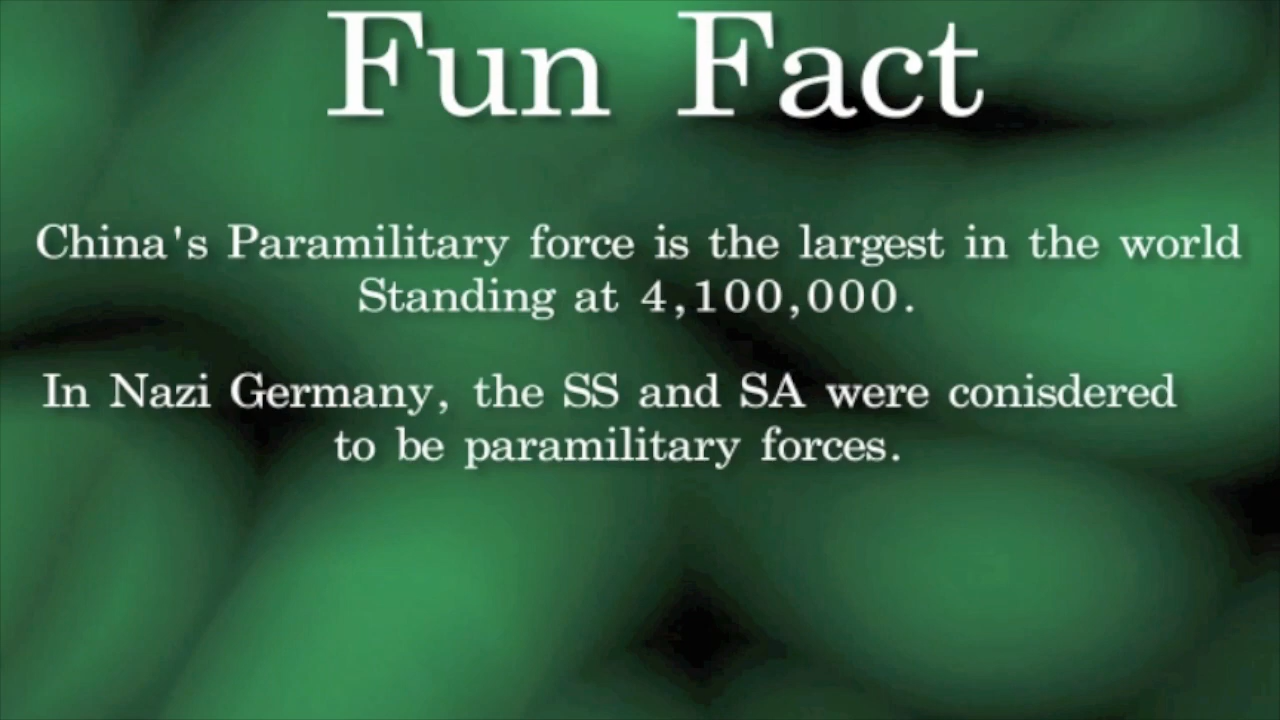 Fun Fact
China's Paramilitary force is the largest in the world
Standing at 4,100,000.
In Nazi Germany, the SS and SA were conisdered
to be paramilitary forces.